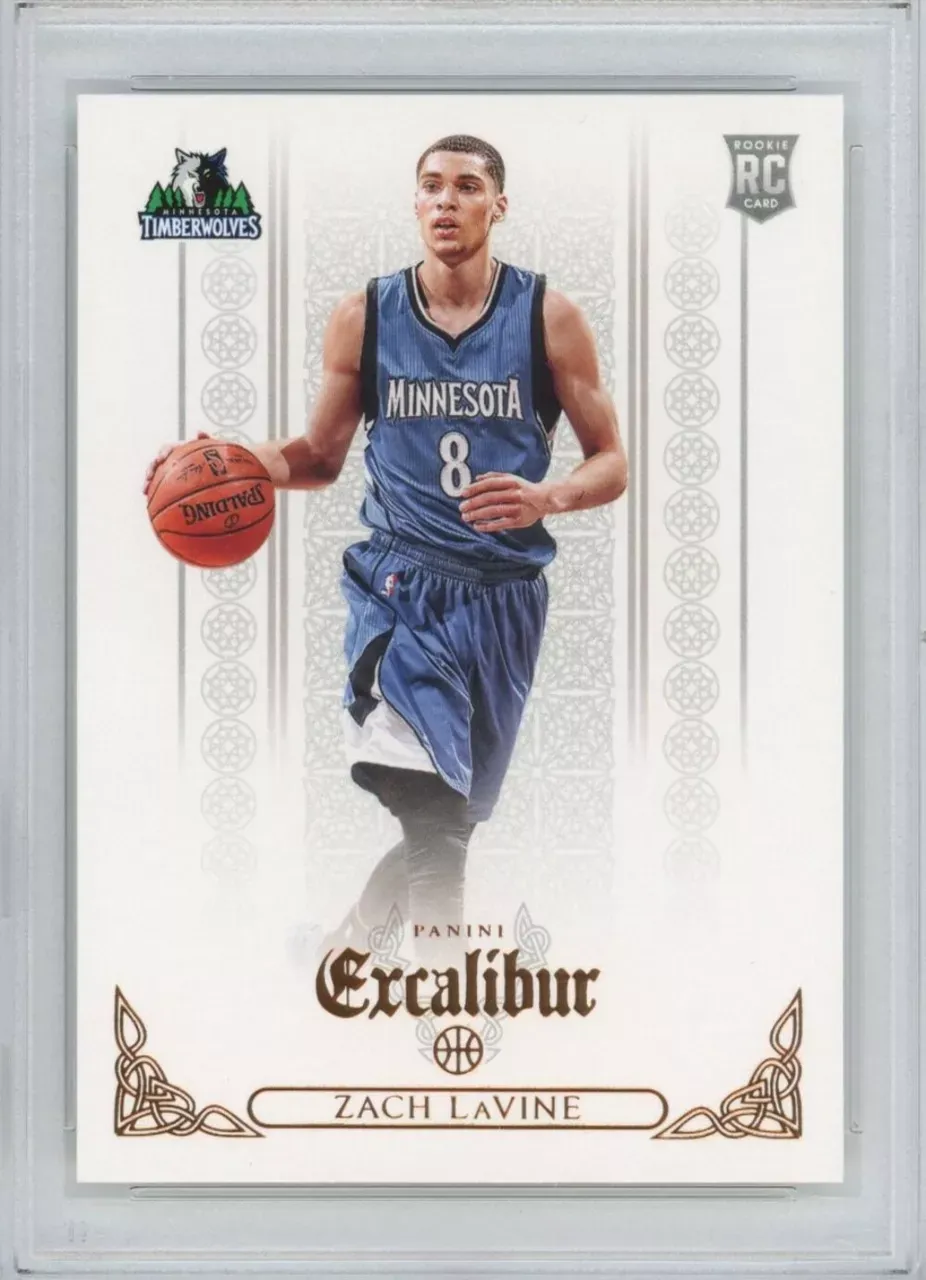 ROOKIE
RC
CARD
MINNESOTA
TIMBERWOLVES
MINNESOTA
8
SPALDING
PANINI
Excalibur
ZACH LAVINE